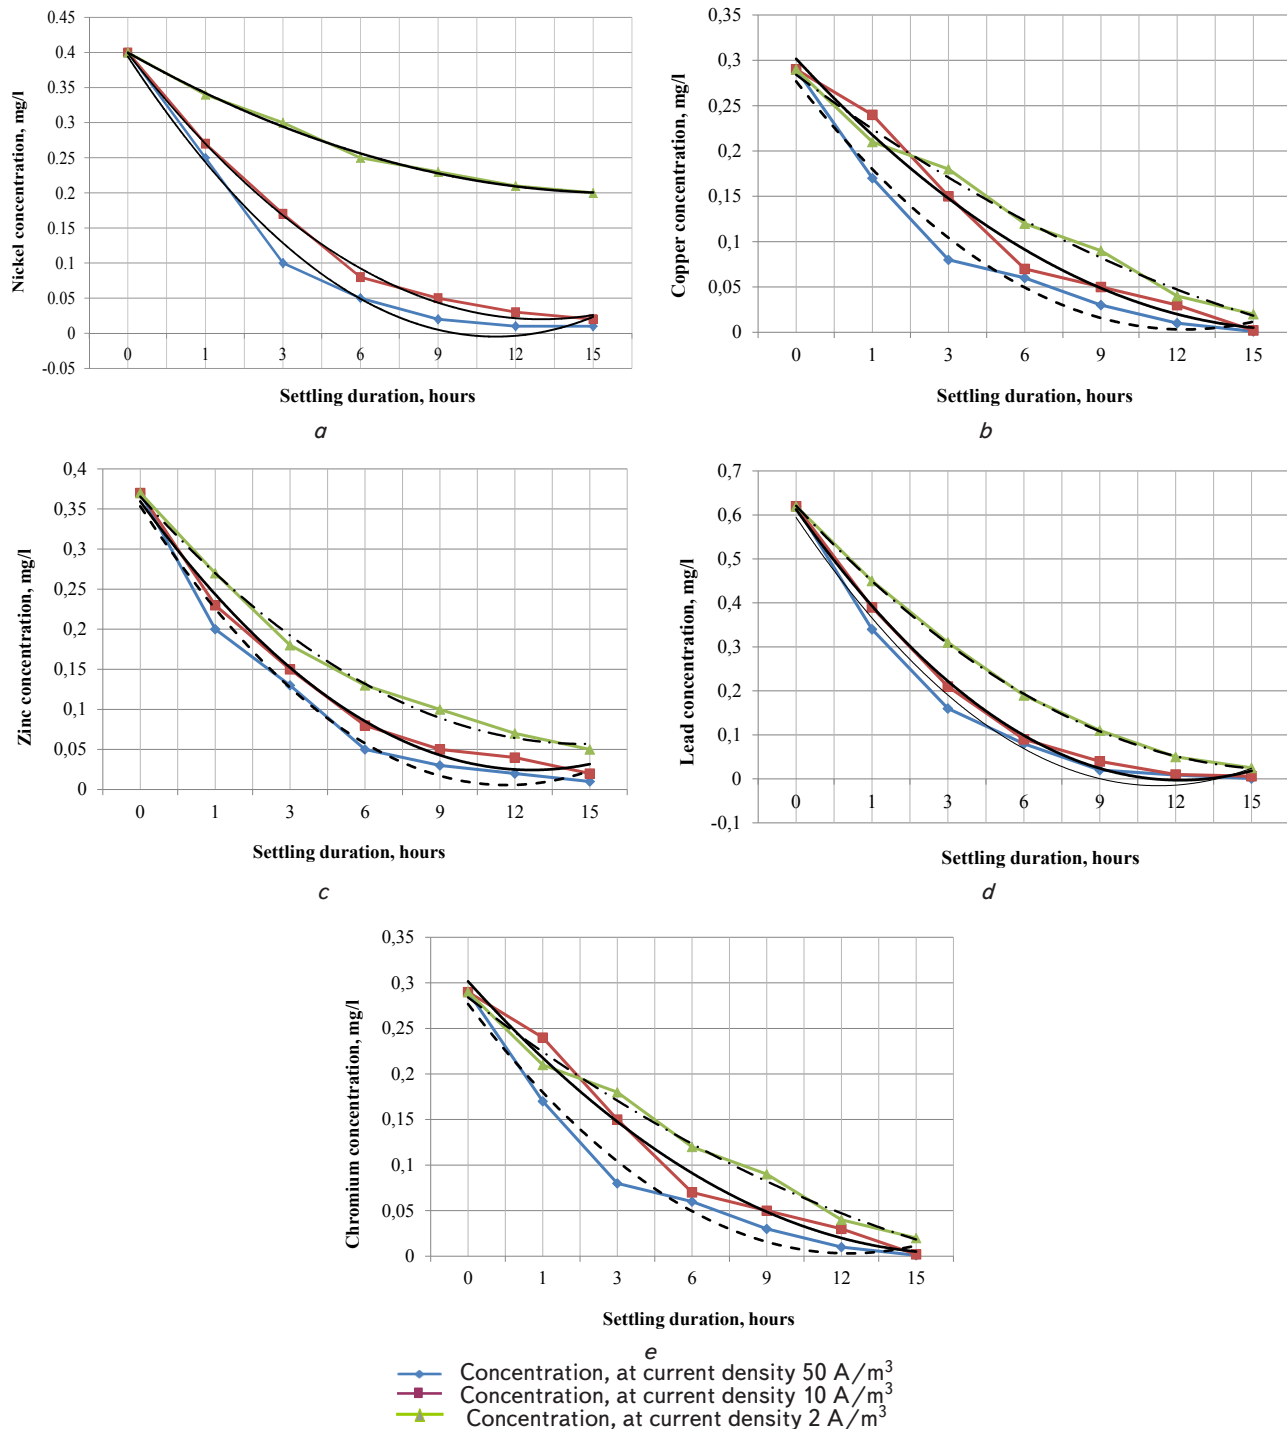 0.45
0.4
0.35
0.3
0.25
0.2
0.15
0.1
0.05
0
-0.05
Nickel concentration, mg/l
0 1 3 6 9 12 15
Settling duration, hours
a
0,35
0,3
0,25
0,2
0,15
0,1
0,05
0
Copper concentration, mg/l
0 1 3 6 9 12 15
Settling duration, hours
b
0,4
0,35
0,3
0,25
0,2
0,15
0,1
0,05
0
Zinc concentration, mg/l
0 1 3 6 9 12 15
Settling duration, hours
c
0,7
0,6
0,5
0,4
0,3
0,2
0,1
0
-0,1
Lead concentration, mg/l
0 1 3 6 9 12 15
Settling duration, hours
d
0,35
0,3
0,25
0,2
0,15
0,1
0,05
0
Chromium concentration, mg/l
0 1 3 6 9 12 15
Settling duration, hours
e
Concentration, at current density 50 A/m³
Concentration, at current density 10 A/m³
Concentration, at current density 2 A/m³